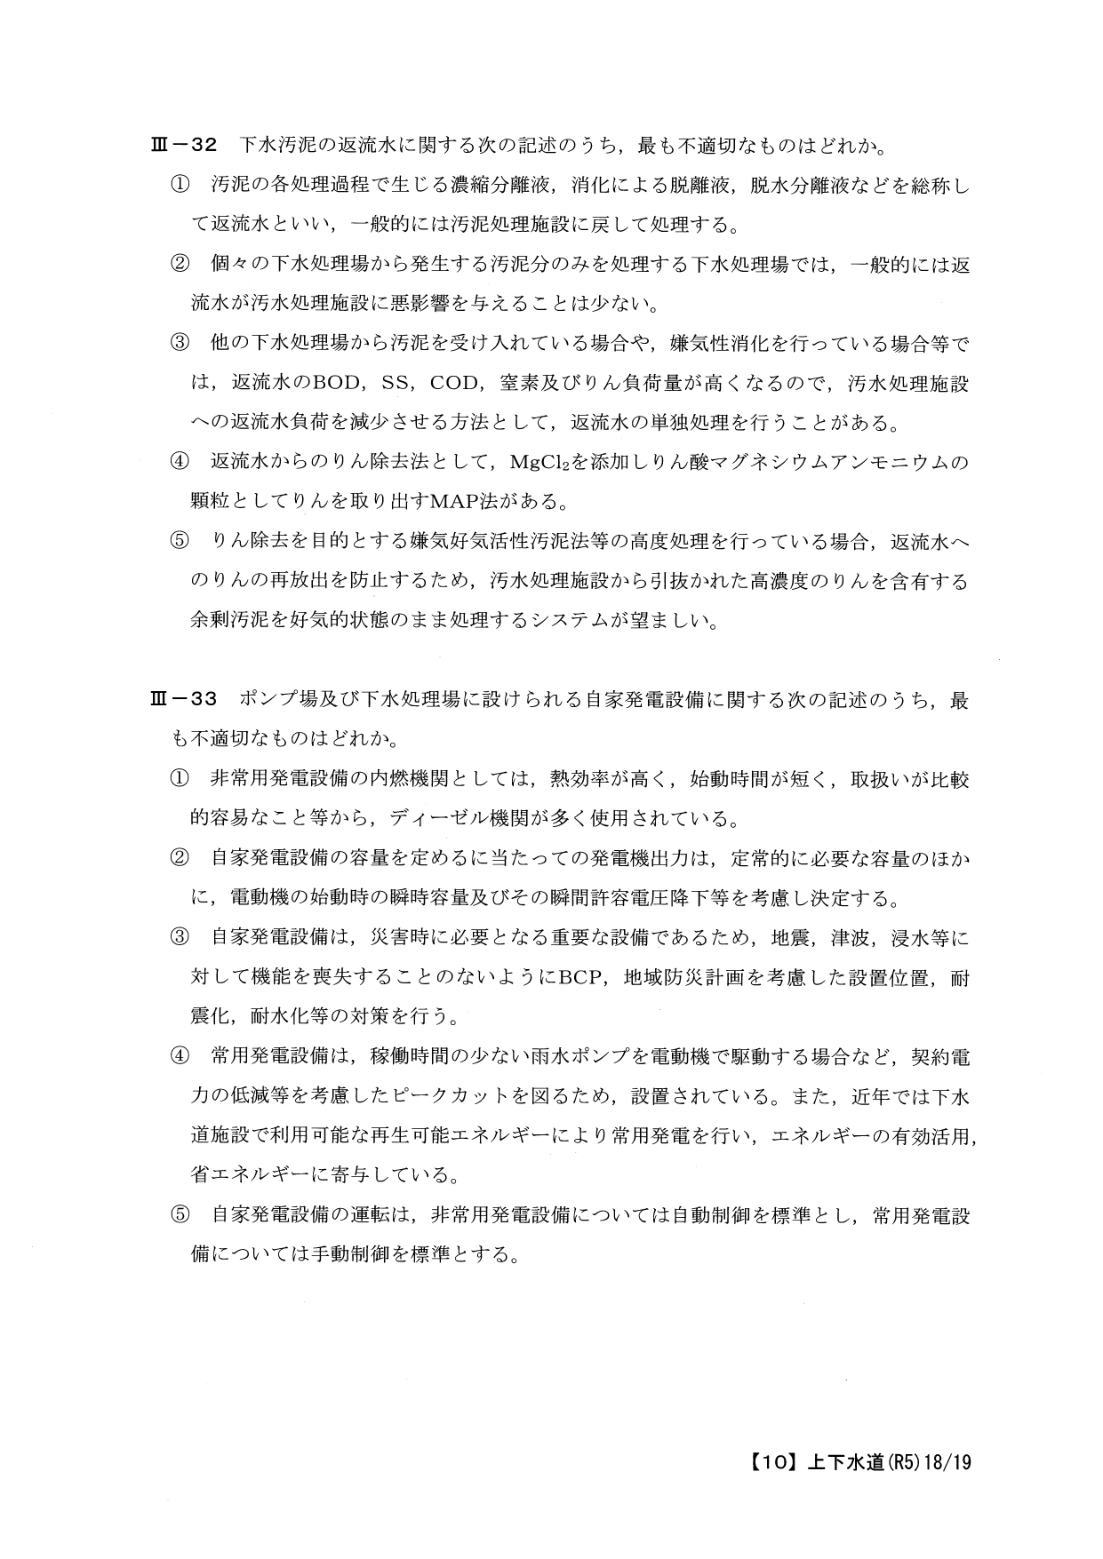 Ⅲ－32　下水汚泥の返流水に関する次の記述のうち，最も不適切なものはどれか。
①　汚泥の各処理過程で生じる濃縮分離液，消化による脱離液，脱水分離液などを総称し
て返流水といい，一般的には汚泥処理施設に戻して処理する。
②　個々の下水処理場から発生する汚泥分のみを処理する下水処理場では，一般的には返
流水が汚水処理施設に悪影響を与えることは少ない。
③　他の下水処理場から汚泥を受け入れている場合や，嫌気性消化を行っている場合等で
は，返流水のBOD，SS，COD，窒素及びりん負荷量が高くなるので，汚水処理施設
への返流水負荷を減少させる方法として，返流水の単独処理を行うことがある。
④　返流水からのりん除去法として，MgCl₂を添加しりん酸マグネシウムアンモニウムの
顆粒としてりんを取り出すMAP法がある。
⑤　りん除去を目的とする嫌気好気活性汚泥法等の高度処理を行っている場合，返流水へ
のりんの再放出を防止するため，汚水処理施設から引抜かれた高濃度のりんを含有する
余剰汚泥を好気的状態のまま処理するシステムが望ましい。
Ⅲ－33　ポンプ場及び下水処理場に設けられる自家発電設備に関する次の記述のうち，最
も不適切なものはどれか。
①　非常用発電設備の内燃機関としては，熱効率が高く，始動時間が短く，取扱いが比較
的容易なこと等から，ディーゼル機関が多く使用されている。
②　自家発電設備の容量を定めるに当たっての発電機出力は，定常的に必要な容量のほか
に，電動機の始動時の瞬時容量及びその瞬間許容電圧降下等を考慮し決定する。
③　自家発電設備は，災害時に必要となる重要な設備であるため，地震，津波，浸水等に
対して機能を喪失することのないようにBCP，地域防災計画を考慮した設置位置，耐
震化，耐水化等の対策を行う。
④　常用発電設備は，稼働時間の少ない雨水ポンプを電動機で駆動する場合など，契約電
力の低減等を考慮したピークカットを図るため，設置されている。また，近年では下水
道施設で利用可能な再生可能エネルギーにより常用発電を行い，エネルギーの有効活用，
省エネルギーに寄与している。
⑤　自家発電設備の運転は，非常用発電設備については自動制御を標準とし，常用発電設
備については手動制御を標準とする。
【10】上下水道(R5)18/19